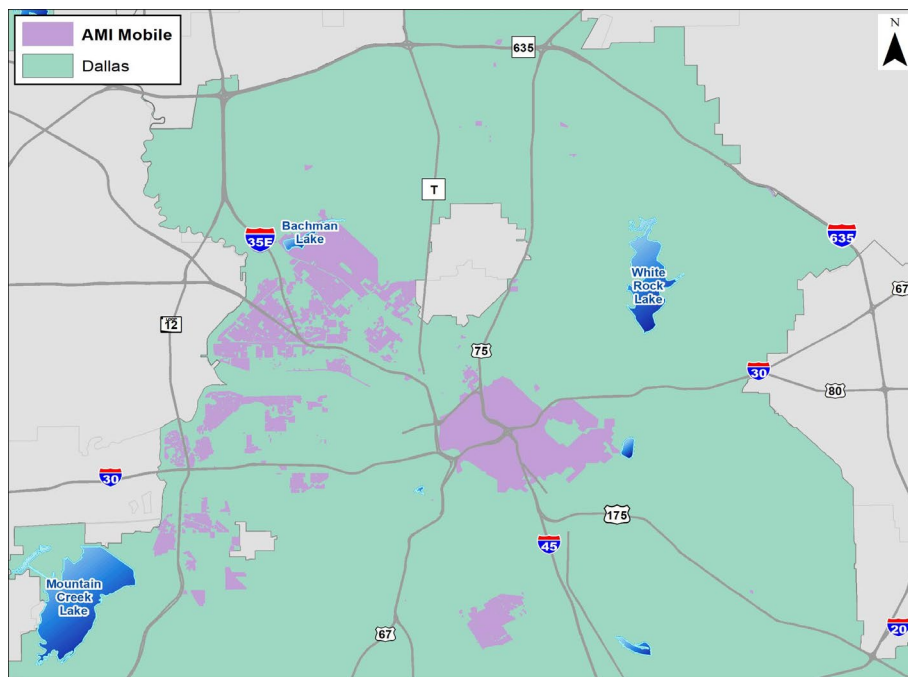 AMI Mobile
Dallas
N
635
T
Bachman
Lake
35E
White
Rock
Lake
635
67
12
75
30
80
30
175
45
Mountain
Creek
Lake
67
20